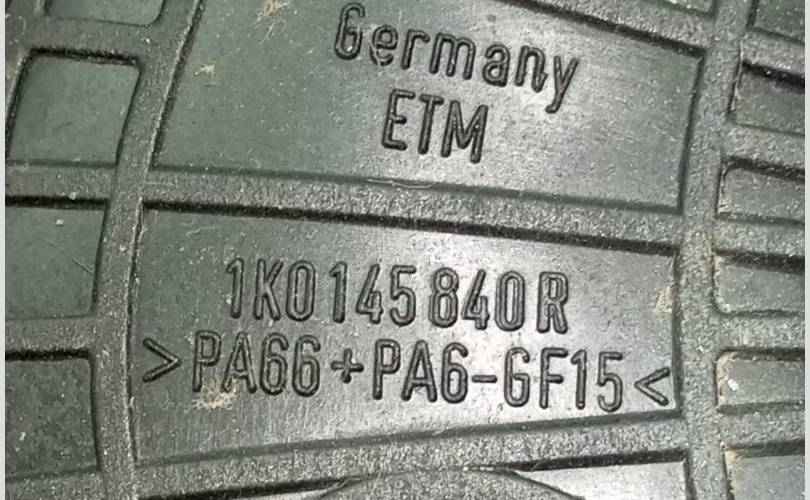 Germany
ETM
1K0145840R
>PA66+PA6-GF15<